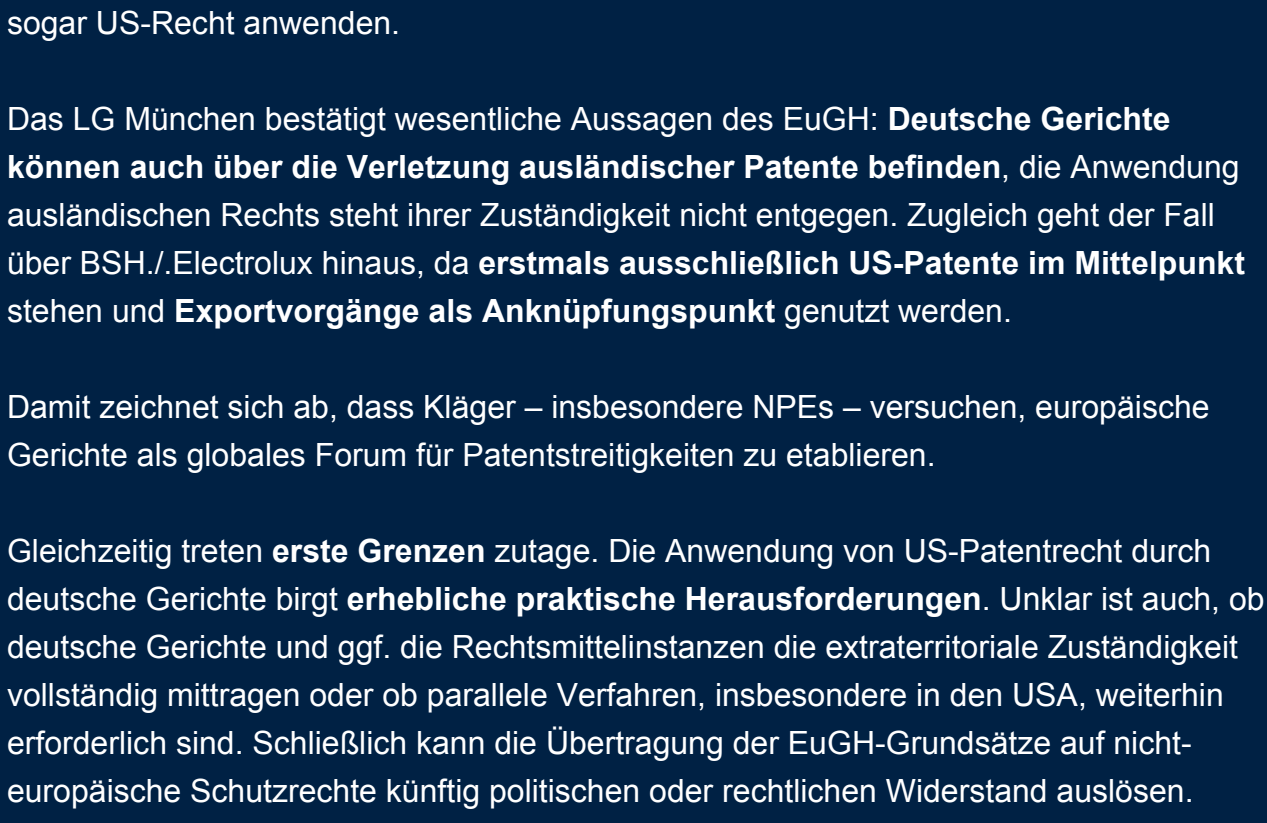 sogar US-Recht anwenden.
Das LG München bestätigt wesentliche Aussagen des EuGH: Deutsche Gerichte
können auch über die Verletzung ausländischer Patente befinden, die Anwendung
ausländischen Rechts steht ihrer Zuständigkeit nicht entgegen. Zugleich geht der Fall
über BSH./.Electrolux hinaus, da erstmals ausschließlich US-Patente im Mittelpunkt
stehen und Exportvorgänge als Anknüpfungspunkt genutzt werden.
Damit zeichnet sich ab, dass Kläger – insbesondere NPEs – versuchen, europäische
Gerichte als globales Forum für Patentstreitigkeiten zu etablieren.
Gleichzeitig treten erste Grenzen zutage. Die Anwendung von US-Patentrecht durch
deutsche Gerichte birgt erhebliche praktische Herausforderungen. Unklar ist auch, ob
deutsche Gerichte und ggf. die Rechtsmittelinstanzen die extraterritoriale Zuständigkeit
vollständig mittragen oder ob parallele Verfahren, insbesondere in den USA, weiterhin
erforderlich sind. Schließlich kann die Übertragung der EuGH-Grundsätze auf nicht-
europäische Schutzrechte künftig politischen oder rechtlichen Widerstand auslösen.